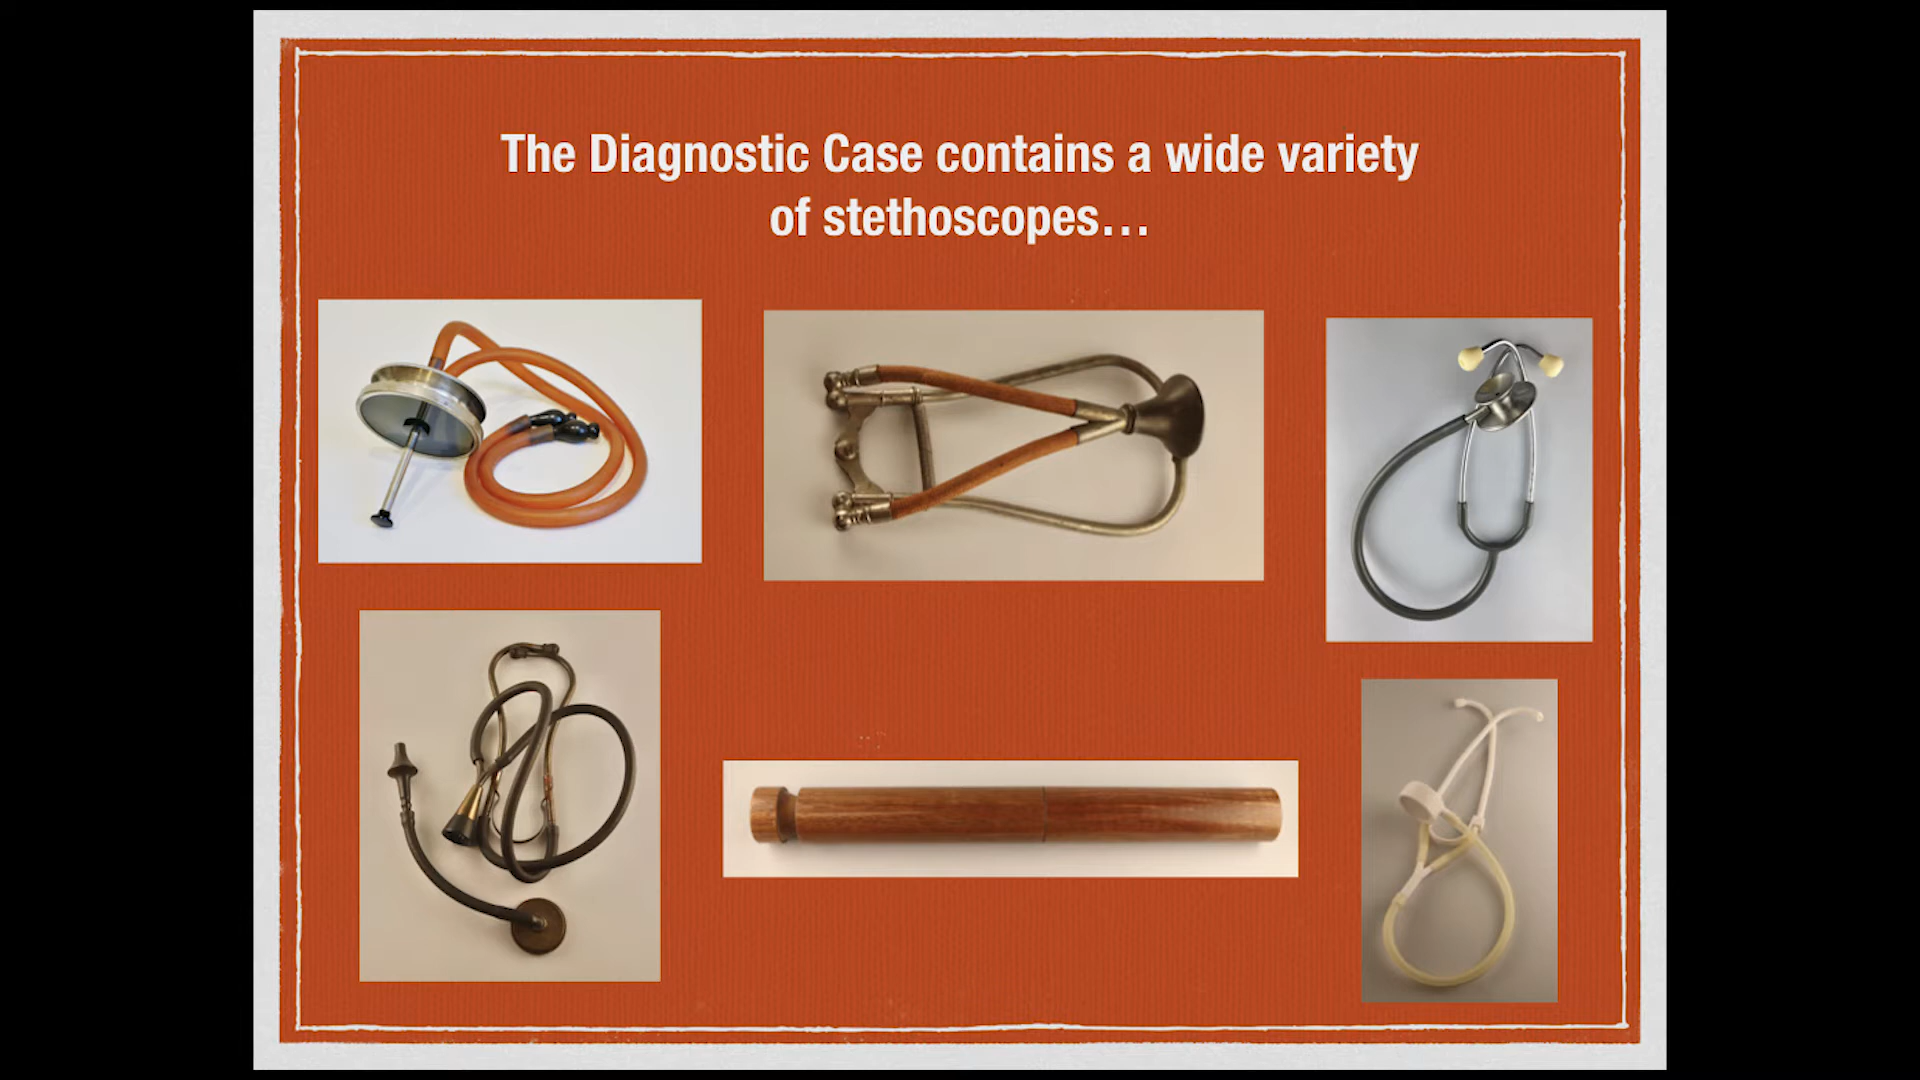 The Diagnostic Case contains a wide variety
of stethoscopes…